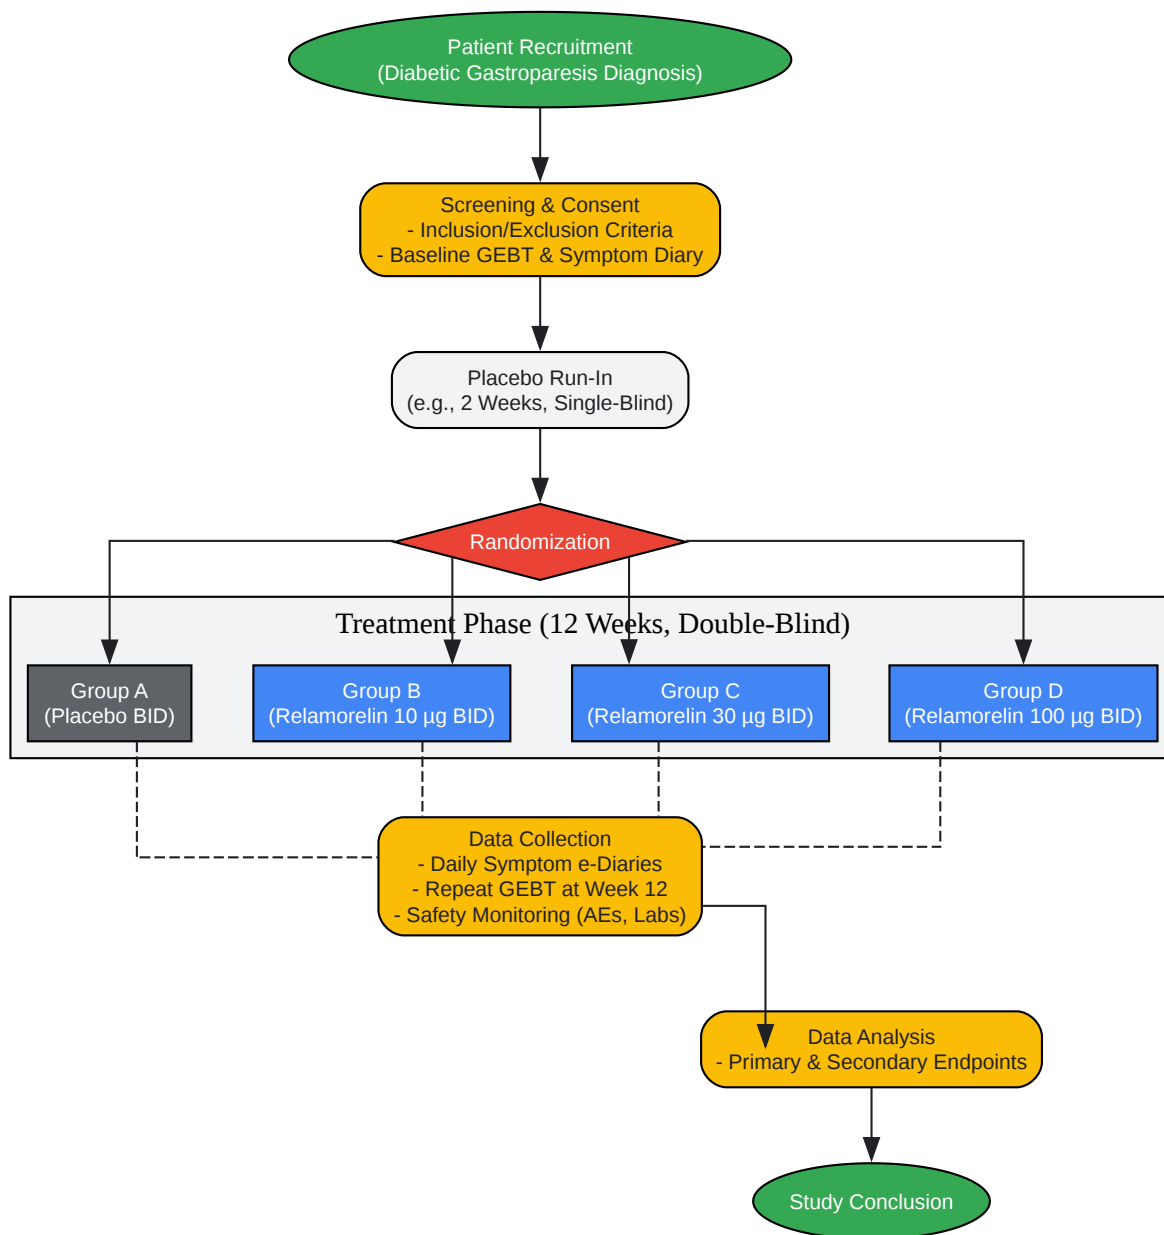 Patient Recruitment
(Diabetic Gastroparesis Diagnosis)
Screening & Consent
- Inclusion/Exclusion Criteria
- Baseline GEBT & Symptom Diary
Placebo Run-In
(e.g., 2 Weeks, Single-Blind)
Randomization
Treatment Phase (12 Weeks, Double-Blind)
Group A
(Placebo BID)
Group B
(Relamorelin 10 µg BID)
Group C
(Relamorelin 30 µg BID)
Group D
(Relamorelin 100 µg BID)
Data Collection
- Daily Symptom e-Diaries
- Repeat GEBT at Week 12
- Safety Monitoring (AEs, Labs)
Data Analysis
- Primary & Secondary Endpoints
Study Conclusion